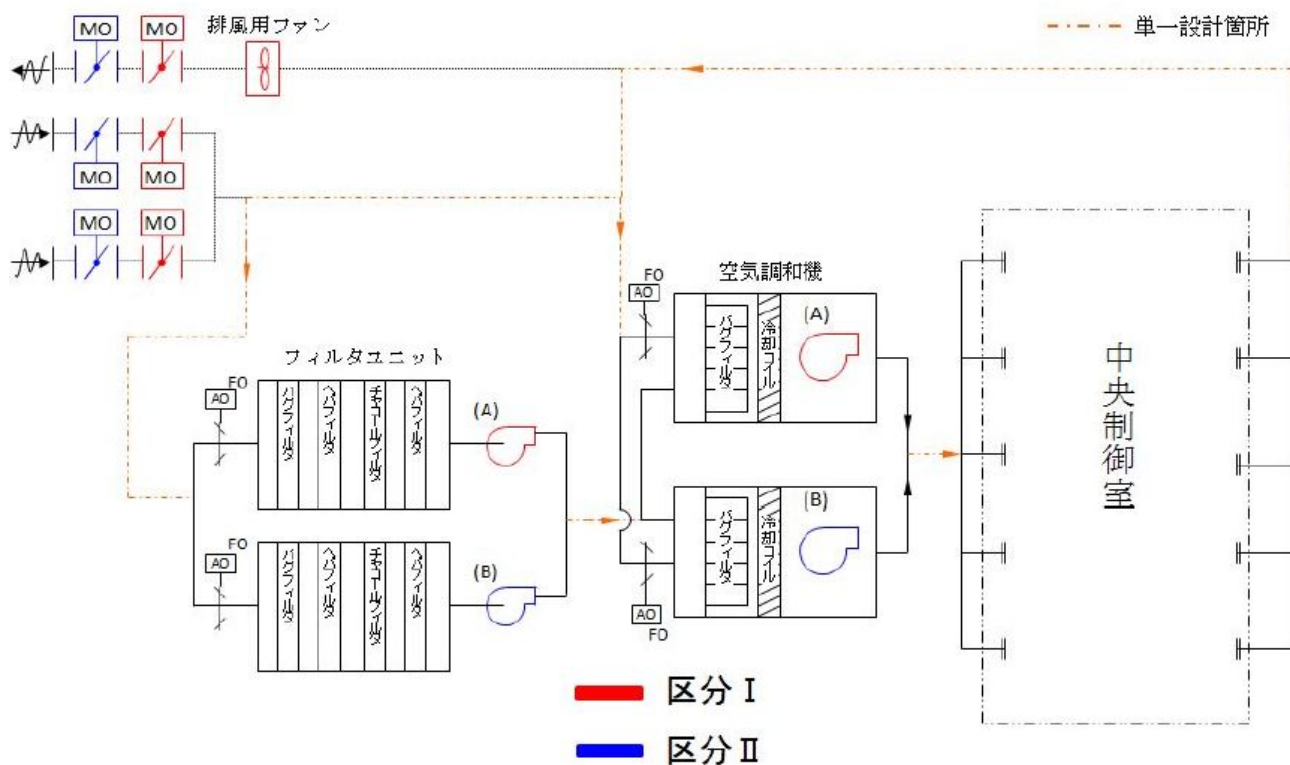 MO
MO
排風用ファン
単一設計箇所
MO
MO
MO
MO
空気調和機
FO
AO
バグフィルタ
冷却コイル
(A)
フィルタユニット
FO
AO
バグフィルタ
ヘパフィルタ
チャコールフィルタ
ヘパフィルタ
(A)
中央制御室
バグフィルタ
冷却コイル
(B)
FO
AO
バグフィルタ
ヘパフィルタ
チャコールフィルタ
ヘパフィルタ
(B)
AO
FO
区分Ⅰ
区分Ⅱ